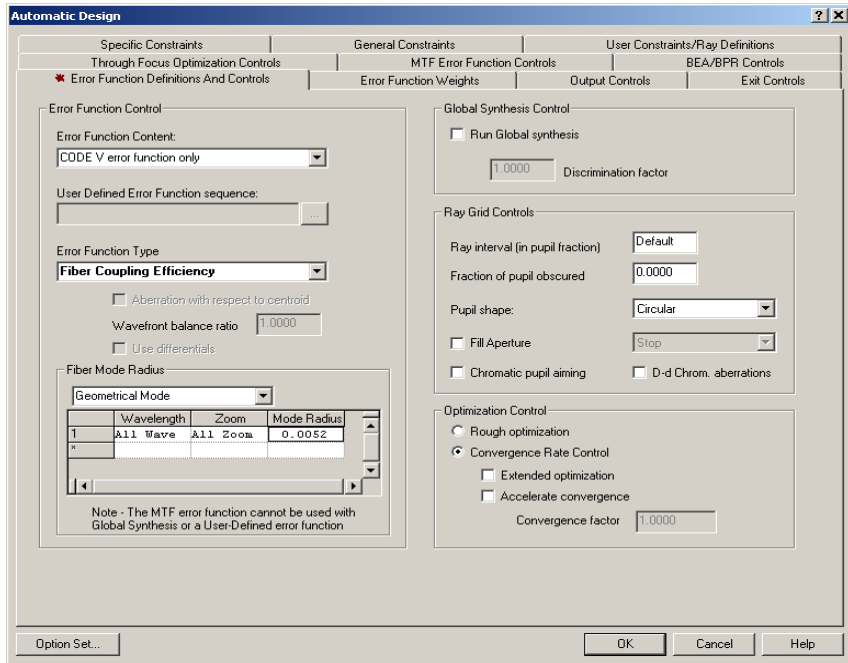 Automatic Design
Specific Constraints
General Constraints
User Constraints/Ray Definitions
Through Focus Optimization Controls
MTF Error Function Controls
BEA/BPR Controls
Error Function Definitions And Controls
Error Function Weights
Output Controls
Exit Controls
Error Function Control
Error Function Content:
CODE V error function only
User Defined Error Function sequence:
...
Error Function Type
Fiber Coupling Efficiency
Aberration with respect to centroid
Wavefront balance ratio 1.0000
Use differentials
Fiber Mode Radius
Geometrical Mode
Wavelength Zoom Mode Radius
1 All Wave All Zoom 0.0052
*
Note - The MTF error function cannot be used with
Global Synthesis or a User-Defined error function
Global Synthesis Control
Run Global synthesis
1.0000 Discrimination factor
Ray Grid Controls
Ray interval (in pupil fraction) Default
Fraction of pupil obscured 0.0000
Pupil shape: Circular
Fill Aperture Stop
Chromatic pupil aiming D-d Chrom. aberrations
Optimization Control
Rough optimization
Convergence Rate Control
Extended optimization
Accelerate convergence
Convergence factor 1.0000
Option Set...
OK
Cancel
Help